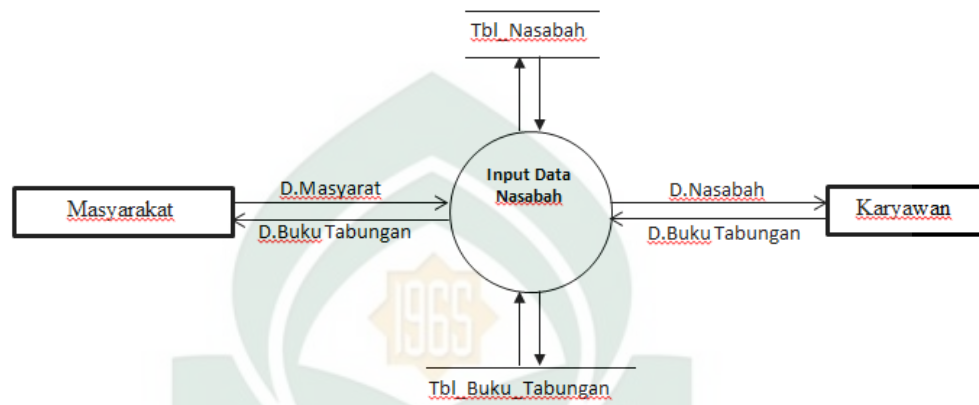 Tbl_Nasabah
Input Data
Nasabah
D.Masyarat
D.Nasabah
Masyarakat
Karyawan
D.Buku Tabungan
D.Buku Tabungan
1965
Tbl_Buku_Tabungan